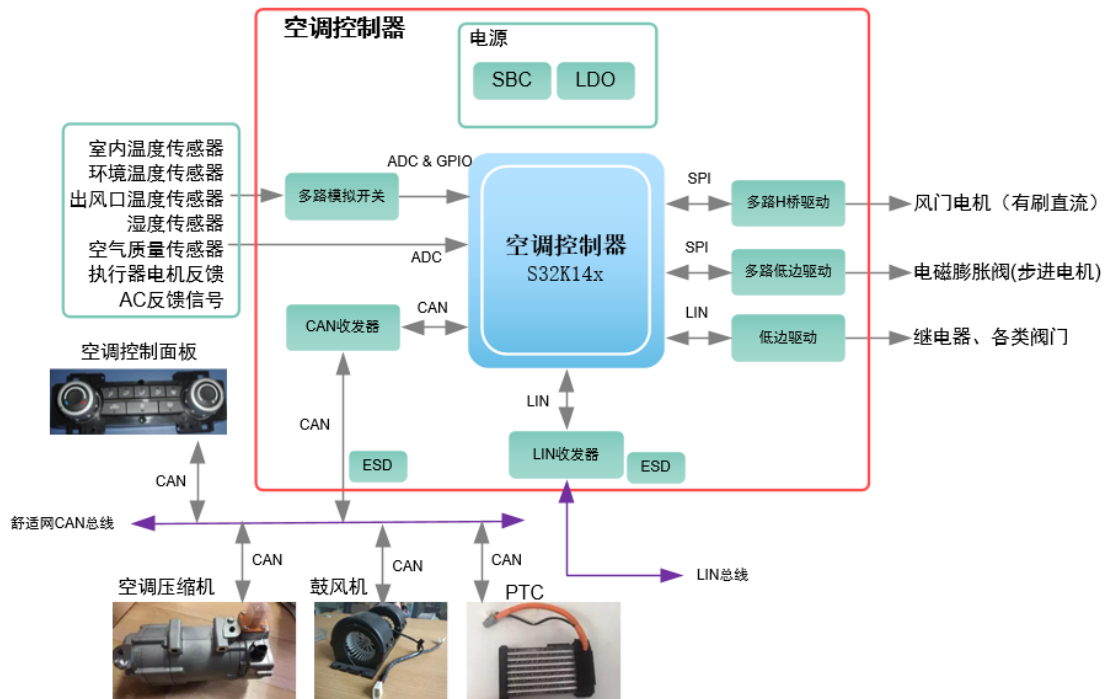 空调控制器
电源
SBC
LDO
室内温度传感器
环境温度传感器
出风口温度传感器
湿度传感器
空气质量传感器
执行器电机反馈
AC反馈信号
多路模拟开关
ADC & GPIO
ADC
空调控制器
S32K14x
SPI
多路H桥驱动
风门电机（有刷直流）
SPI
多路低边驱动
电磁膨胀阀(步进电机)
LIN
低边驱动
继电器、各类阀门
CAN收发器
CAN
空调控制面板
CAN
LIN
ESD
LIN收发器
ESD
CAN
舒适网CAN总线
CAN
CAN
CAN
LIN总线
空调压缩机
鼓风机
PTC